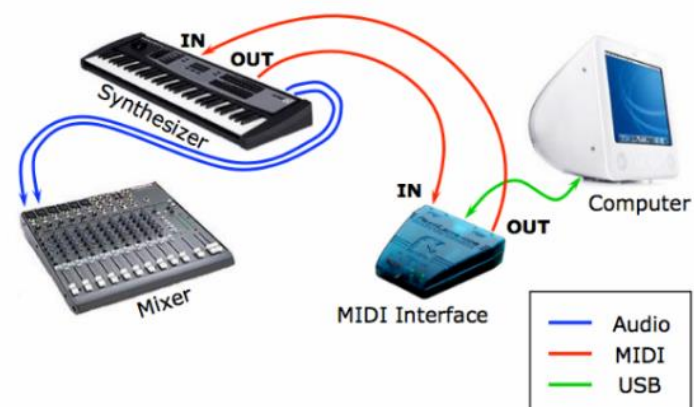 IN
OUT
Synthesizer
IN
OUT
Computer
Mixer
MIDI Interface
Audio
MIDI
USB